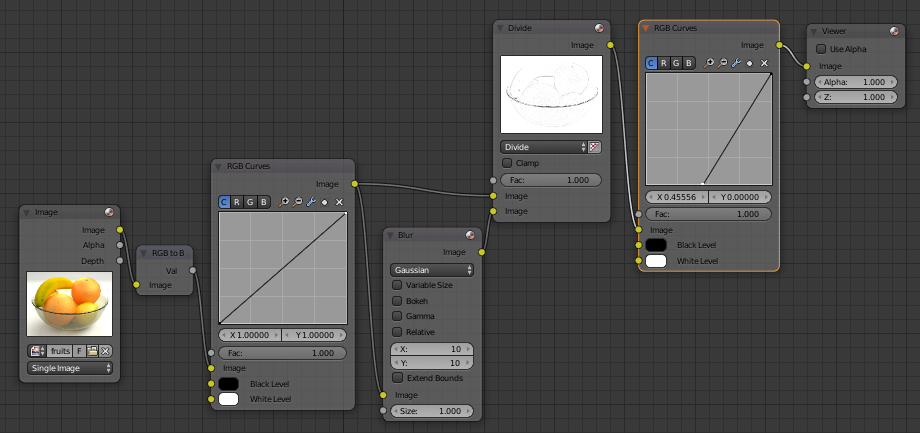 Image
Image
Alpha
Depth
fruits F
Single Image
RGB to B
Val
Image
RGB Curves
Image
C R G B
X 1.00000 Y 1.00000
Fac: 1.000
Image
Black Level
White Level
Blur
Image
Gaussian
Variable Size
Bokeh
Gamma
Relative
X: 10
Y: 10
Extend Bounds
Image
Size: 1.000
Divide
Image
Divide
Clamp
Fac: 1.000
Image
Image
RGB Curves
Image
C R G B
X 0.45556 Y 0.00000
Fac: 1.000
Image
Black Level
White Level
Viewer
Use Alpha
Image
Alpha: 1.000
Z: 1.000